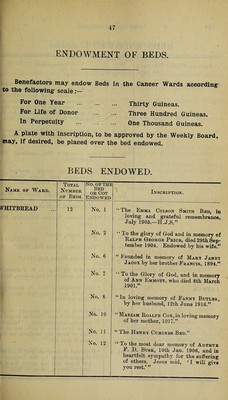 47
ENDOWMENT OF BEDS.
Benefactors may endow Beds in the Cancer Wards according
to the following scale:—
For One Year ... ... ... Thirty Guineas.
For Life of Donor ... ... Three Hundred Guineas.
In Perpetuity ... ... One Thousand Guineas.
A plate with inscription, to be approved by the Weekly Board,
may, if desired, be placed over the bed endowed.
BEDS ENDOWED.
NAME OF WARD.
TOTAL NUMBER OF BEDS.
NO. OF THE BED OR COT ENDOWED
INSCRIPTION.
WHITBREAD 12 No. 1 "The EMMA COLSON SMITH BED, in
loving and grateful remembrance,
July 1905.—H.J.S."
No. 2 "To the glory of God and in memory of
RALPH GEORGE PRICE, died 29th Sep-
tember 1904. Endowed by his wife."
No. 6 "Founded in memory of MARY JANET
JACKS by her brother FRANCIS, 1894."
No. 7 "To the Glory of God, and in memory
of ANN EMMOTT, who died 4th March
1901."
No. 8 "In loving memory of FANNY BUTLER,
by her husband, 12th June 1916."
No. 10 "MARIAM ROALFE COX, in loving memory
of her mother, 1917."
No. 11 "THE HENRY CUMINGS BED."
No. 12 "To the most dear memory of ARTHUR
F. D. BUSK, 10th Jan. 1908, and in
heartfelt sympathy for the suffering
of others. Jesus said, 'I will give
you rest.'"